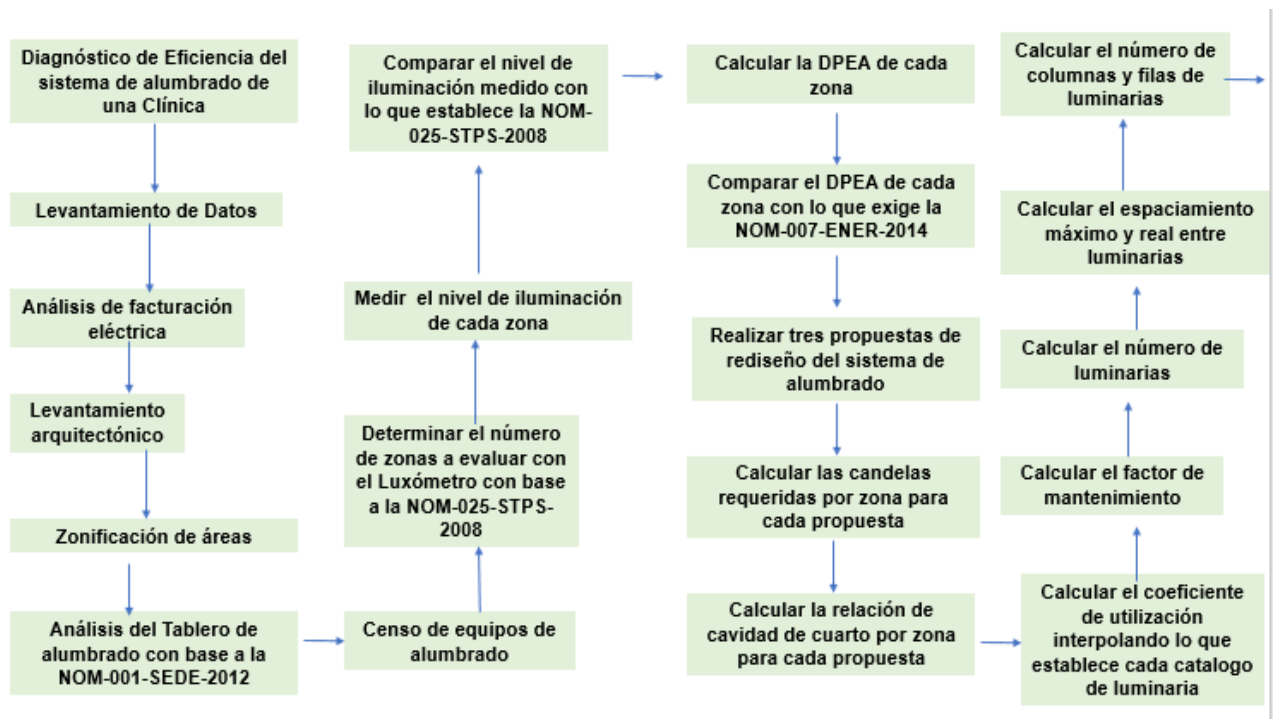 Diagnóstico de Eficiencia del
sistema de alumbrado de
una Clínica
Levantamiento de Datos
Análisis de facturación
eléctrica
Levantamiento
arquitectónico
Zonificación de áreas
Análisis del Tablero de
alumbrado con base a la
NOM-001-SEDE-2012
Censo de equipos de
alumbrado
Determinar el número
de zonas a evaluar con
el Luxómetro con base
a la NOM-025-STPS-
2008
Medir el nivel de iluminación
de cada zona
Comparar el nivel de
iluminación medido con
lo que establece la NOM-
025-STPS-2008
Calcular la DPEA de cada
zona
Comparar el DPEA de cada
zona con lo que exige la
NOM-007-ENER-2014
Realizar tres propuestas de
rediseño del sistema de
alumbrado
Calcular las candelas
requeridas por zona para
cada propuesta
Calcular la relación de
cavidad de cuarto por zona
para cada propuesta
Calcular el coeficiente
de utilización
interpolando lo que
establece cada catalogo
de luminaria
Calcular el factor de
mantenimiento
Calcular el número de
luminarias
Calcular el espaciamiento
máximo y real entre
luminarias
Calcular el número de
columnas y filas de
luminarias